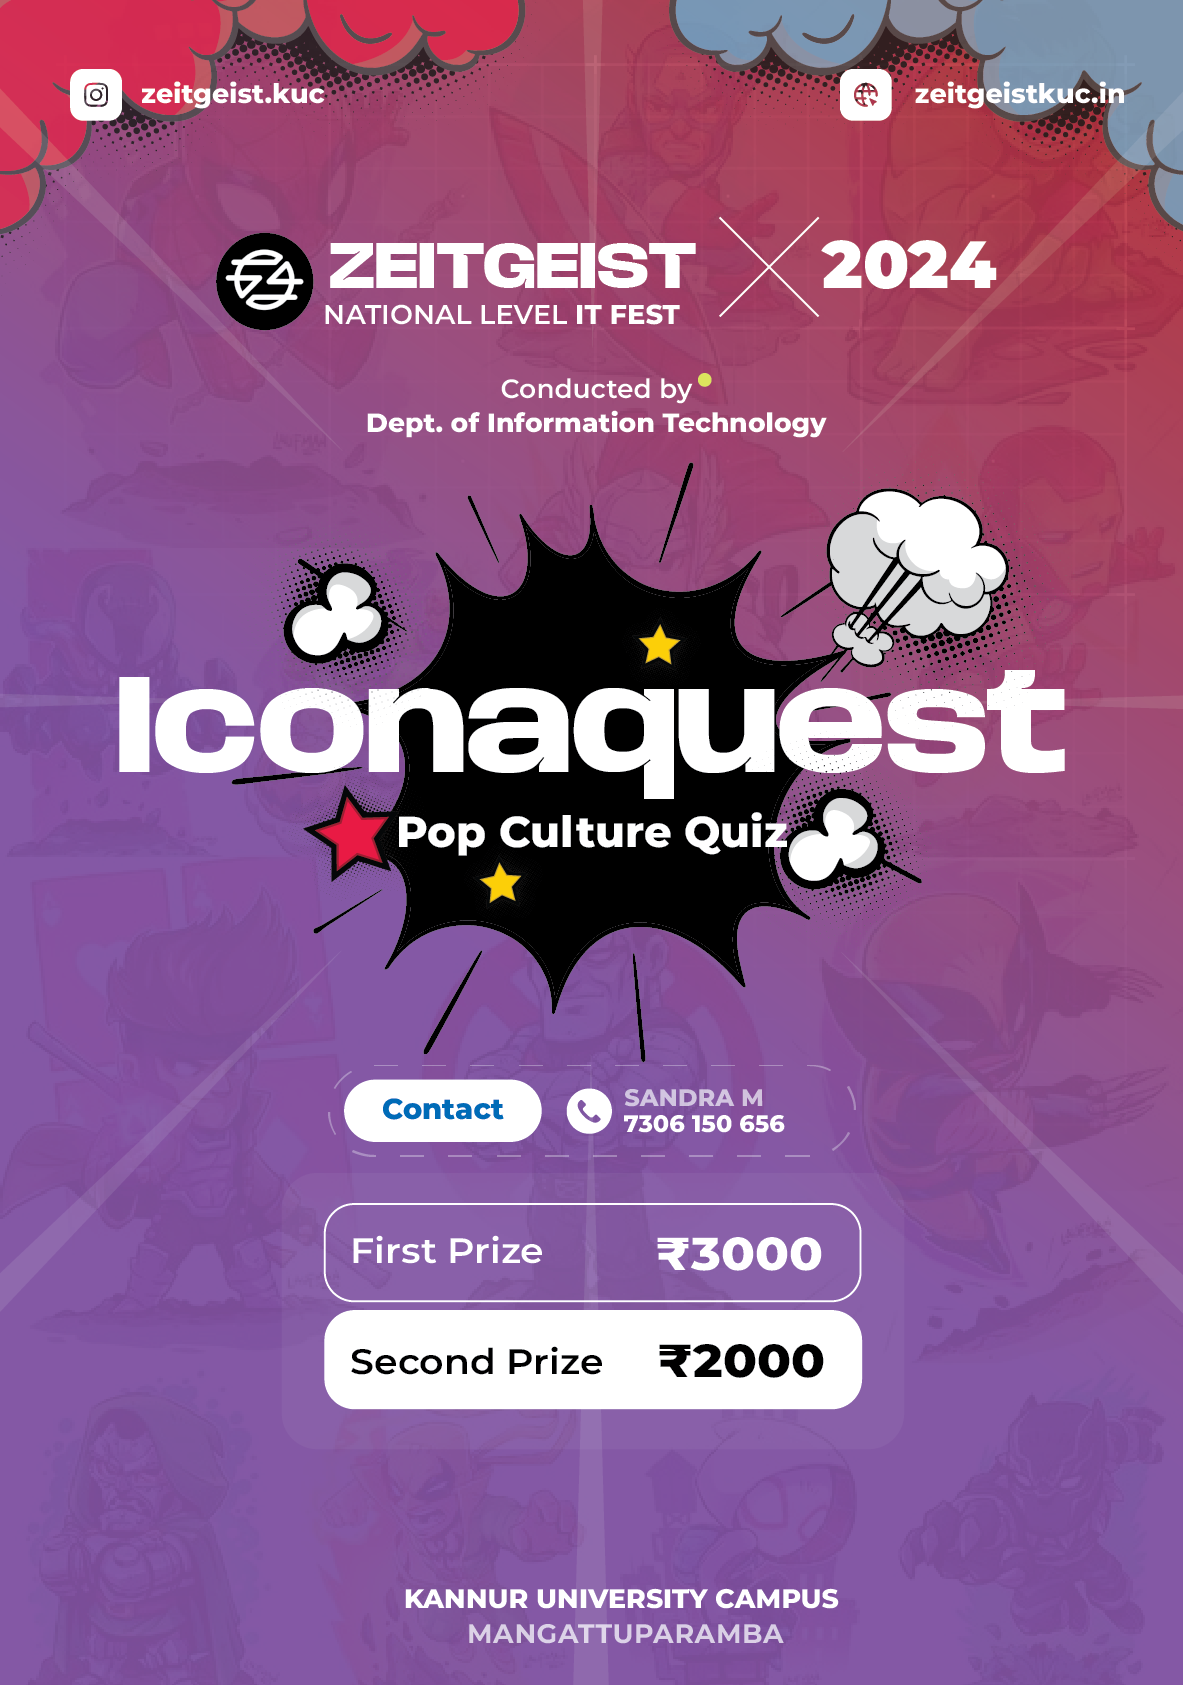 zeitgeist.kuc
zeitgeistkuc.in
ZEITGEIST
2024
NATIONAL LEVEL IT FEST
Conducted by
Dept. of Information Technology
Iconaquest
Pop Culture Quiz
Contact
SANDRA M
7306 150 656
First Prize ₹3000
Second Prize ₹2000
KANNUR UNIVERSITY CAMPUS
MANGATTUPARAMBA